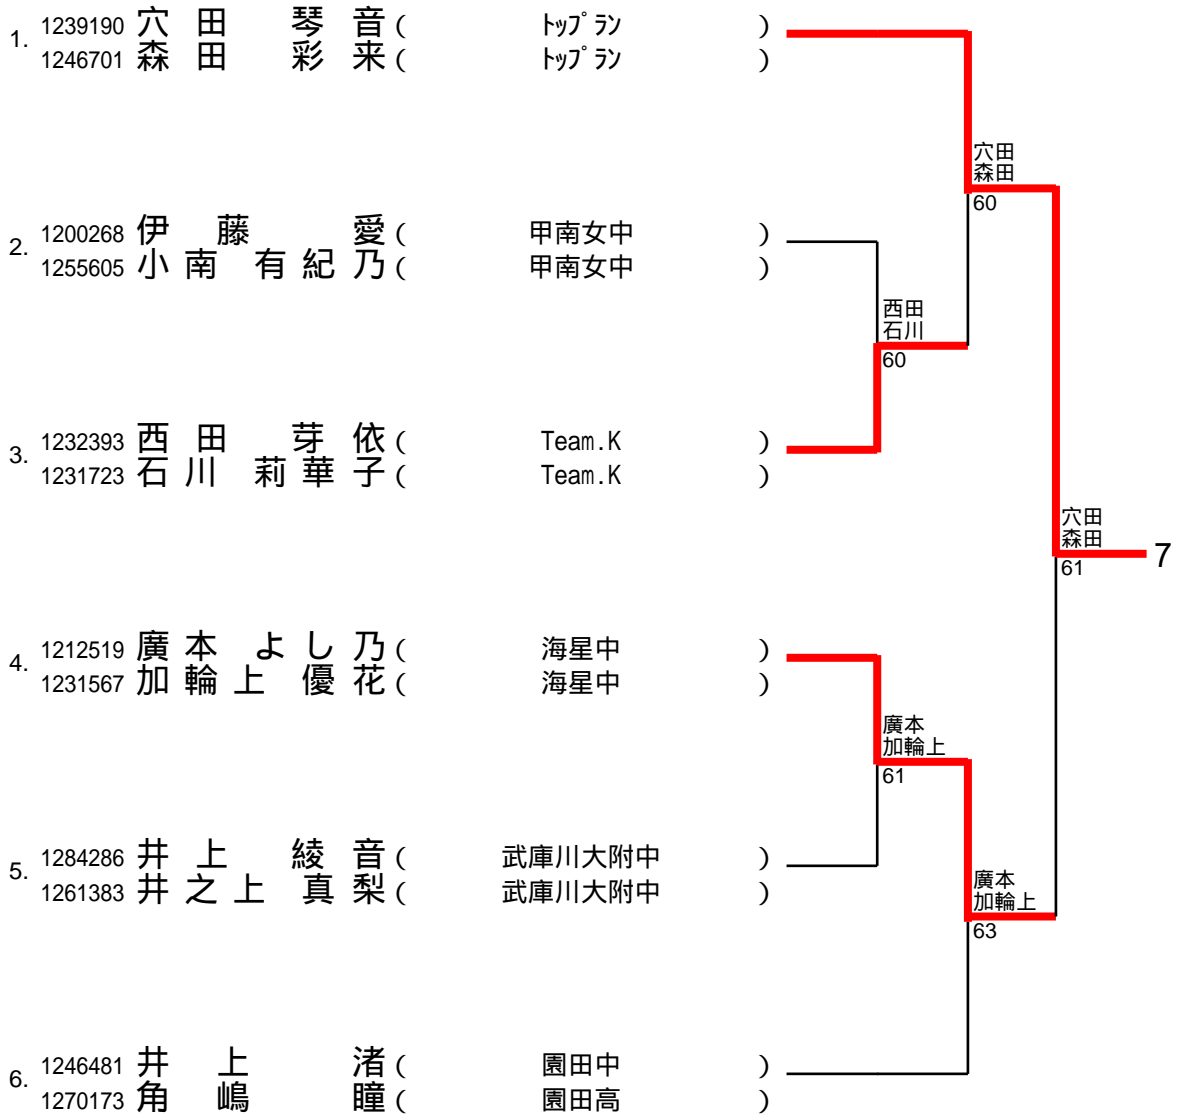 1. 1239190 穴田 琴音 ( トップラン )
1246701 森田 彩来 ( トップラン )
穴田
森田
60
2. 1200268 伊藤 愛 ( 甲南女中 )
1255605 小南 有紀乃 ( 甲南女中 )
西田
石川
60
3. 1232393 西田 芽依 ( Team.K )
1231723 石川 莉華子 ( Team.K )
穴田
森田
61
7
4. 1212519 廣本 よし乃 ( 海星中 )
1231567 加輪上 優花 ( 海星中 )
廣本
加輪上
61
5. 1284286 井上 綾音 ( 武庫川大附中 )
1261383 井之上 真梨 ( 武庫川大附中 )
廣本
加輪上
63
6. 1246481 井上 渚 ( 園田中 )
1270173 角嶋 瞳 ( 園田高 )